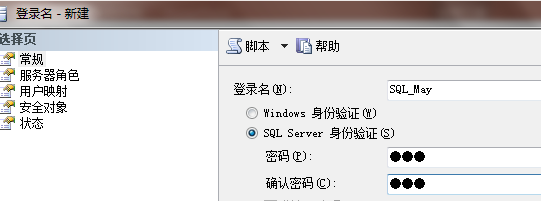 登录名 - 新建
选择页
常规
服务器角色
用户映射
安全对象
状态
脚本 帮助
登录名(N): SQL_May
Windows 身份验证(W)
SQL Server 身份验证(S)
密码(P): ●●●
确认密码(C): ●●●